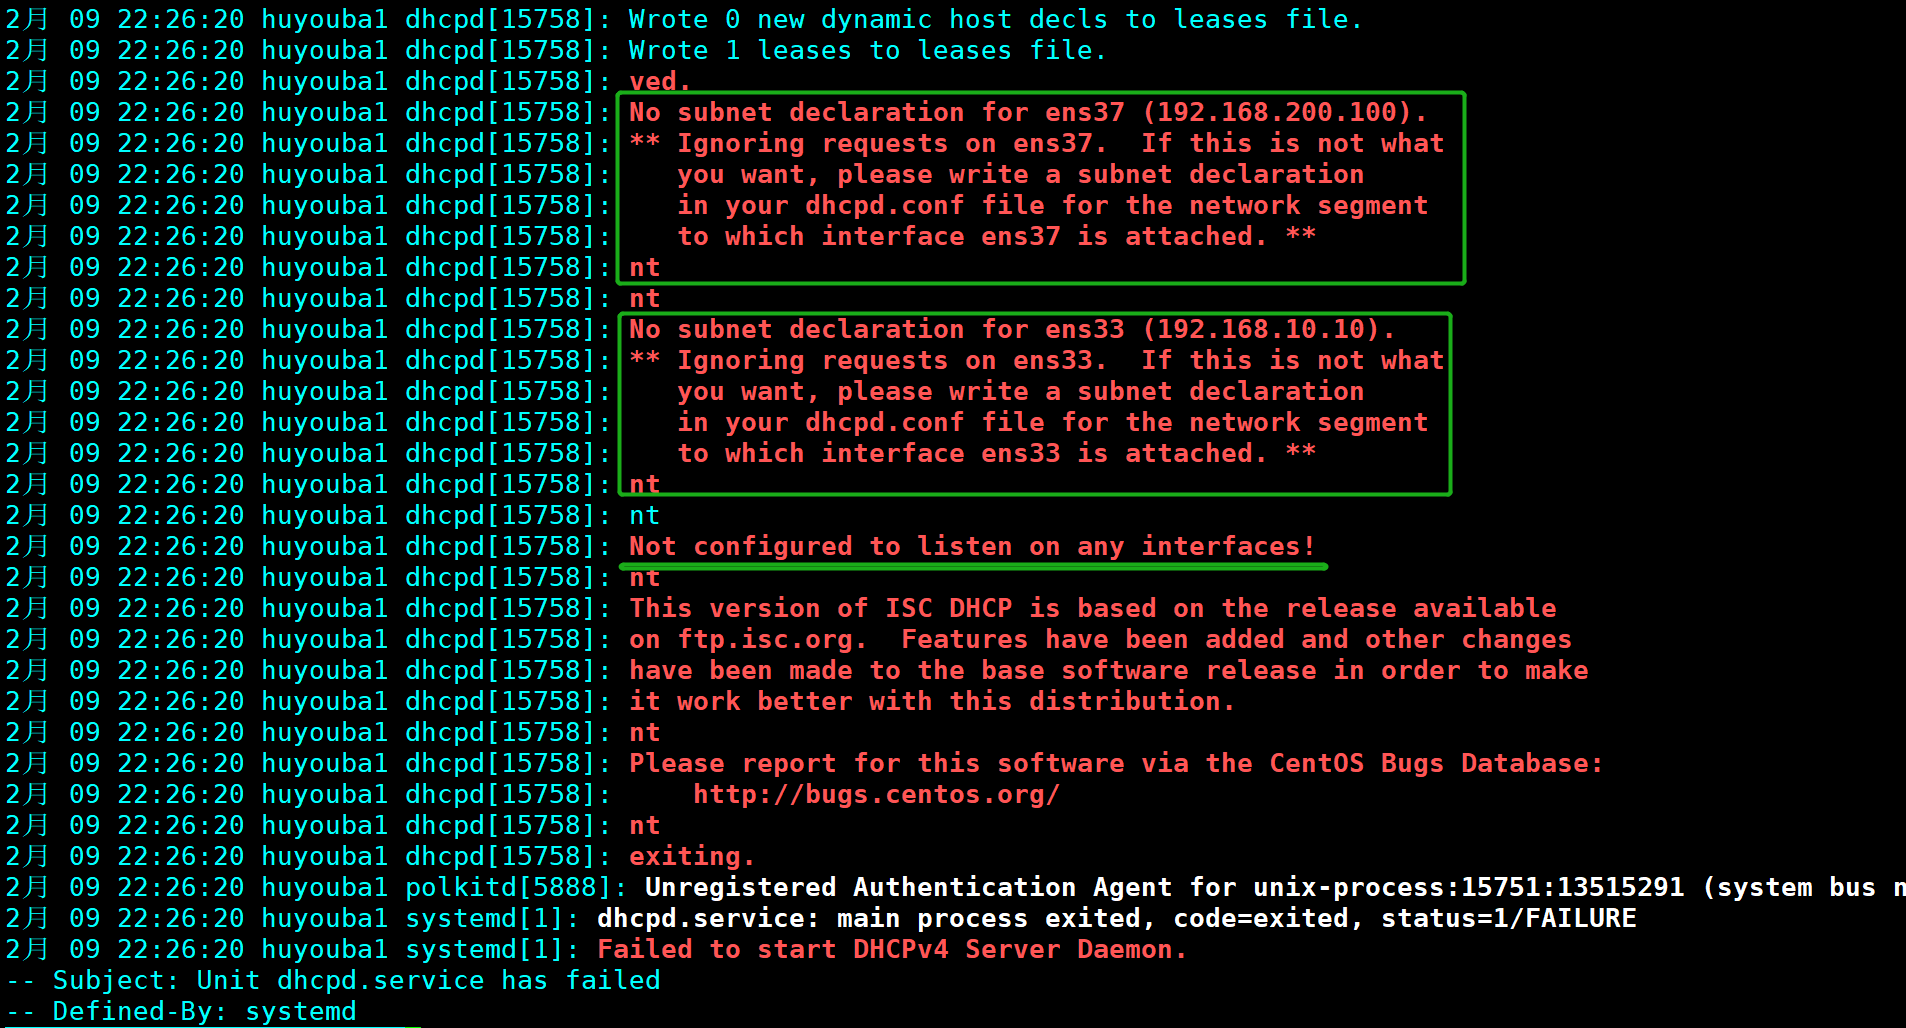 2月 09 22:26:20 huyouba1 dhcpd[15758]: Wrote 0 new dynamic host decls to leases file.
2月 09 22:26:20 huyouba1 dhcpd[15758]: Wrote 1 leases to leases file.
2月 09 22:26:20 huyouba1 dhcpd[15758]: ved.
2月 09 22:26:20 huyouba1 dhcpd[15758]: No subnet declaration for ens37 (192.168.200.100).
2月 09 22:26:20 huyouba1 dhcpd[15758]: ** Ignoring requests on ens37.  If this is not what
2月 09 22:26:20 huyouba1 dhcpd[15758]:    you want, please write a subnet declaration
2月 09 22:26:20 huyouba1 dhcpd[15758]:    in your dhcpd.conf file for the network segment
2月 09 22:26:20 huyouba1 dhcpd[15758]:    to which interface ens37 is attached. **
2月 09 22:26:20 huyouba1 dhcpd[15758]: nt
2月 09 22:26:20 huyouba1 dhcpd[15758]: nt
2月 09 22:26:20 huyouba1 dhcpd[15758]: No subnet declaration for ens33 (192.168.10.10).
2月 09 22:26:20 huyouba1 dhcpd[15758]: ** Ignoring requests on ens33.  If this is not what
2月 09 22:26:20 huyouba1 dhcpd[15758]:    you want, please write a subnet declaration
2月 09 22:26:20 huyouba1 dhcpd[15758]:    in your dhcpd.conf file for the network segment
2月 09 22:26:20 huyouba1 dhcpd[15758]:    to which interface ens33 is attached. **
2月 09 22:26:20 huyouba1 dhcpd[15758]: nt
2月 09 22:26:20 huyouba1 dhcpd[15758]: nt
2月 09 22:26:20 huyouba1 dhcpd[15758]: Not configured to listen on any interfaces!
2月 09 22:26:20 huyouba1 dhcpd[15758]: nt
2月 09 22:26:20 huyouba1 dhcpd[15758]: This version of ISC DHCP is based on the release available
2月 09 22:26:20 huyouba1 dhcpd[15758]: on ftp.isc.org.  Features have been added and other changes
2月 09 22:26:20 huyouba1 dhcpd[15758]: have been made to the base software release in order to make
2月 09 22:26:20 huyouba1 dhcpd[15758]: it work better with this distribution.
2月 09 22:26:20 huyouba1 dhcpd[15758]: nt
2月 09 22:26:20 huyouba1 dhcpd[15758]: Please report for this software via the CentOS Bugs Database:
2月 09 22:26:20 huyouba1 dhcpd[15758]:     http://bugs.centos.org/
2月 09 22:26:20 huyouba1 dhcpd[15758]: nt
2月 09 22:26:20 huyouba1 dhcpd[15758]: exiting.
2月 09 22:26:20 huyouba1 polkitd[5888]: Unregistered Authentication Agent for unix-process:15751:13515291 (system bus n
2月 09 22:26:20 huyouba1 systemd[1]: dhcpd.service: main process exited, code=exited, status=1/FAILURE
2月 09 22:26:20 huyouba1 systemd[1]: Failed to start DHCPv4 Server Daemon.
-- Subject: Unit dhcpd.service has failed
-- Defined-By: systemd